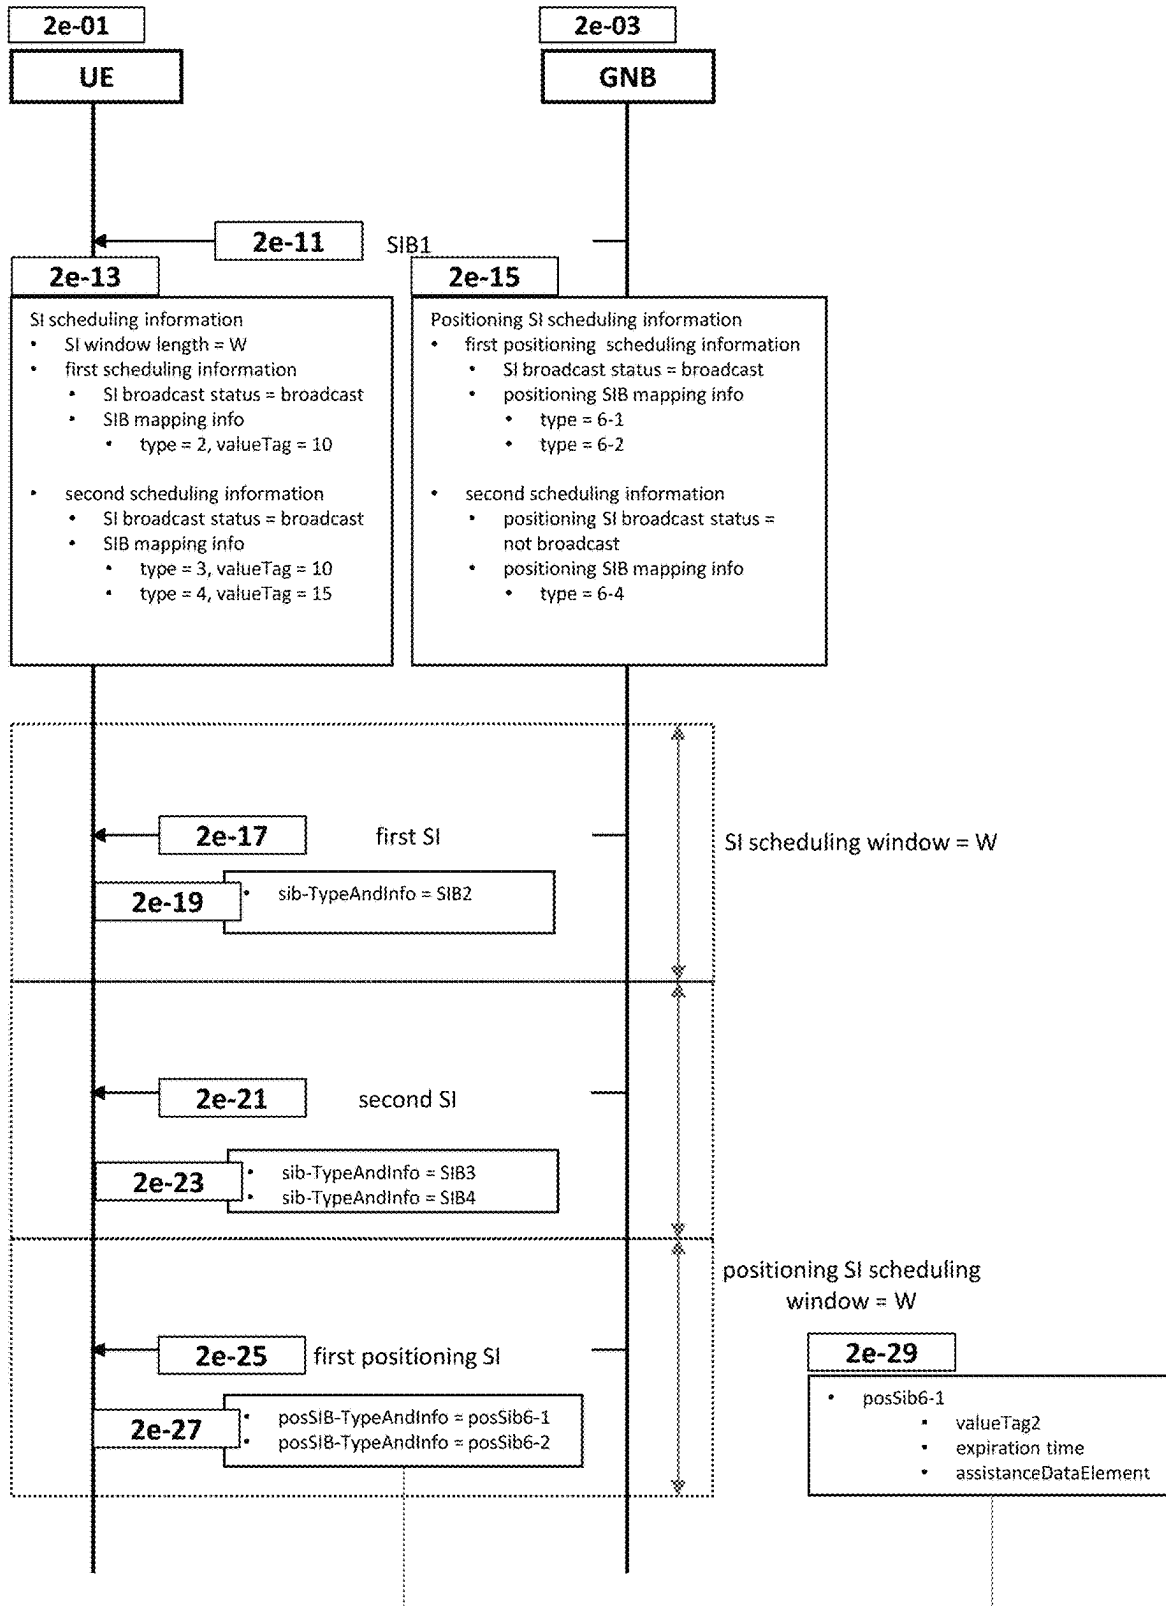 2e-01
2e-03
UE
GNB
2e-11
SIB1
2e-13
2e-15
SI scheduling information
• SI window length = W
• first scheduling information
• SI broadcast status = broadcast
• SIB mapping info
• type = 2, valueTag = 10
• second scheduling information
• SI broadcast status = broadcast
• SIB mapping info
• type = 3, valueTag = 10
• type = 4, valueTag = 15
Positioning SI scheduling information
• first positioning scheduling information
• SI broadcast status = broadcast
• positioning SIB mapping info
• type = 6-1
• type = 6-2
• second scheduling information
• positioning SI broadcast status =
not broadcast
• positioning SIB mapping info
• type = 6-4
2e-17
first SI
SI scheduling window = W
2e-19
• sib-TypeAndInfo = SIB2
2e-21
second SI
2e-23
• sib-TypeAndInfo = SIB3
• sib-TypeAndInfo = SIB4
positioning SI scheduling
window = W
2e-25
first positioning SI
2e-29
2e-27
• posSIB-TypeAndInfo = posSib6-1
• posSIB-TypeAndInfo = posSib6-2
• posSib6-1
• valueTag2
• expiration time
• assistanceDataElement